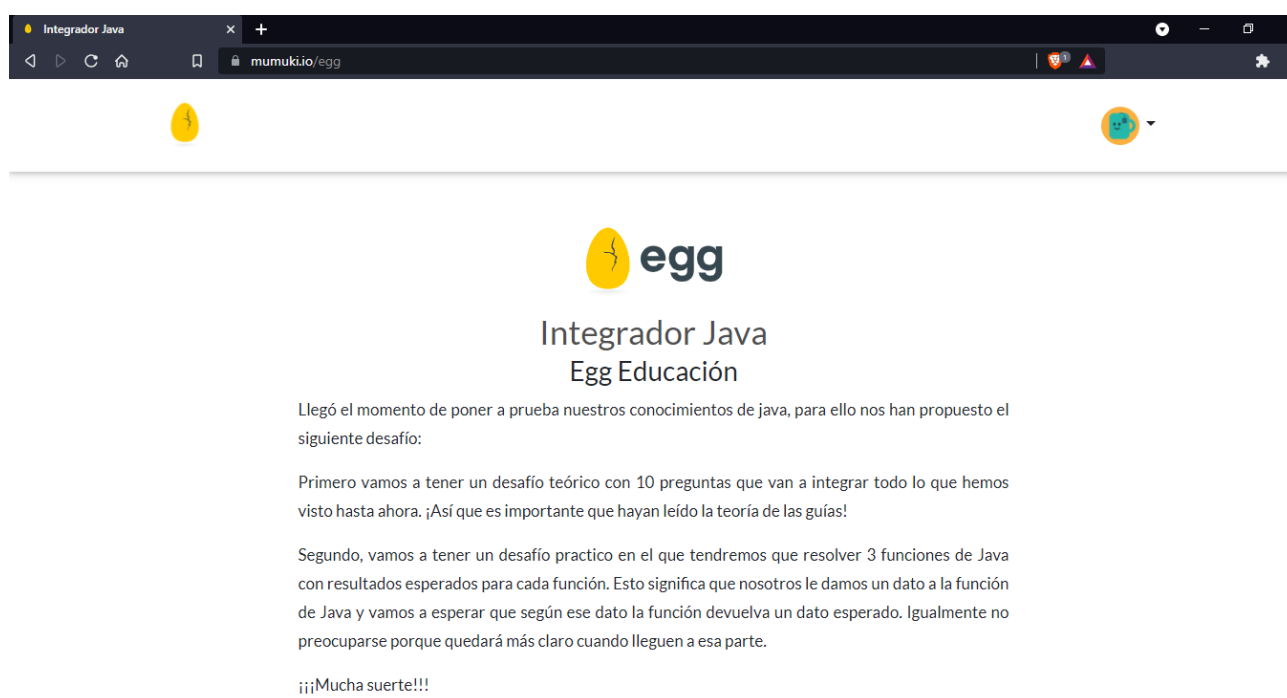 Integrador Java
mumuki.io/egg
1
egg
Integrador Java
Egg Educación
Llegó el momento de poner a prueba nuestros conocimientos de java, para ello nos han propuesto el
siguiente desafío:
Primero vamos a tener un desafío teórico con 10 preguntas que van a integrar todo lo que hemos
visto hasta ahora. ¡Así que es importante que hayan leído la teoría de las guías!
Segundo, vamos a tener un desafío practico en el que tendremos que resolver 3 funciones de Java
con resultados esperados para cada función. Esto significa que nosotros le damos un dato a la función
de Java y vamos a esperar que según ese dato la función devuelva un dato esperado. Igualmente no
preocuparse porque quedará más claro cuando lleguen a esa parte.
¡¡¡Mucha suerte!!!